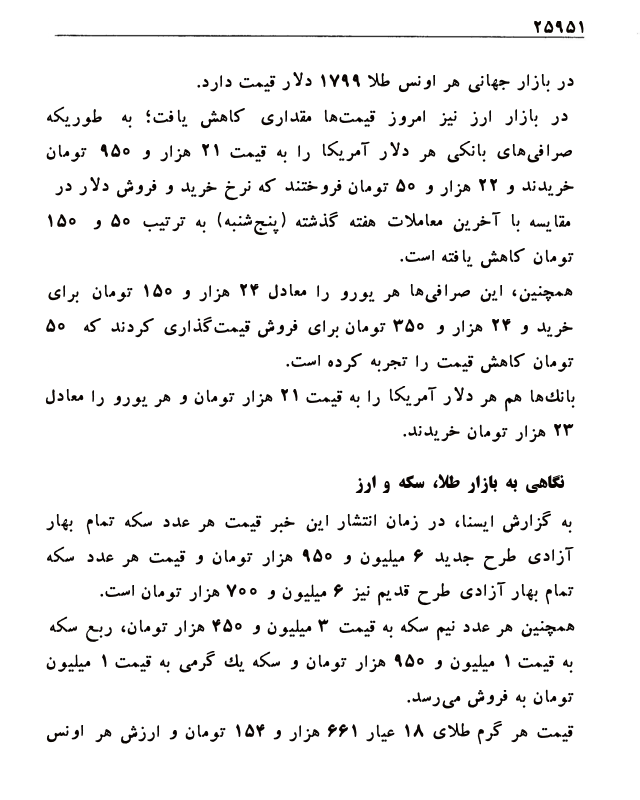 ۲۵۹۵۱
در بازار جهانی هر اونس طلا ۱۷۹۹ دلار قیمت دارد.
در بازار ارز نیز امروز قیمت‌ها مقداری کاهش یافت؛ به طوریکه
صرافی‌های بانکی هر دلار آمریکا را به قیمت ۲۱ هزار و ۹۵۰ تومان
خریدند و ۲۲ هزار و ۵۰ تومان فروختند که نرخ خرید و فروش دلار در
مقایسه با آخرین معاملات هفته گذشته (پنج‌شنبه) به ترتیب ۵۰ و ۱۵۰
تومان کاهش یافته است.
همچنین، این صرافی‌ها هر یورو را معادل ۲۴ هزار و ۱۵۰ تومان برای
خرید و ۲۴ هزار و ۳۵۰ تومان برای فروش قیمت‌گذاری کردند که ۵۰
تومان کاهش قیمت را تجربه کرده است.
بانك‌ها هم هر دلار آمریکا را به قیمت ۲۱ هزار تومان و هر یورو را معادل
۲۳ هزار تومان خریدند.
نگاهی به بازار طلا، سکه و ارز
به گزارش ایسنا، در زمان انتشار این خبر قیمت هر عدد سکه تمام بهار
آزادی طرح جدید ۶ میلیون و ۹۵۰ هزار تومان و قیمت هر عدد سکه
تمام بهار آزادی طرح قدیم نیز ۶ میلیون و ۷۰۰ هزار تومان است.
همچنین هر عدد نیم سکه به قیمت ۳ میلیون و ۴۵۰ هزار تومان، ربع سکه
به قیمت ۱ میلیون و ۹۵۰ هزار تومان و سکه یك گرمی به قیمت ۱ میلیون
تومان به فروش می‌رسد.
قیمت هر گرم طلای ۱۸ عیار ۶۶۱ هزار و ۱۵۴ تومان و ارزش هر اونس